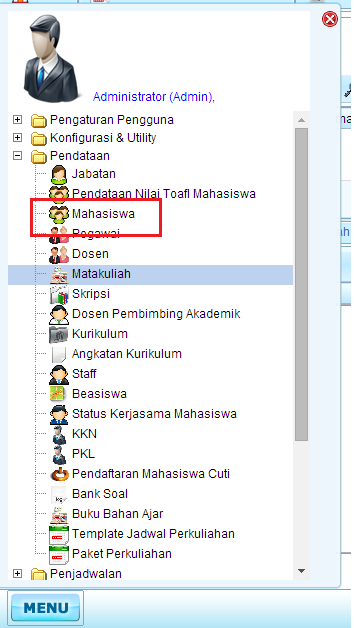 Administrator (Admin),
Pengaturan Pengguna
Konfigurasi & Utility
Pendataan
Jabatan
Pendataan Nilai Toafl Mahasiswa
Mahasiswa
Pegawai
Dosen
Matakuliah
Skripsi
Dosen Pembimbing Akademik
Kurikulum
Angkatan Kurikulum
Staff
Beasiswa
Status Kerjasama Mahasiswa
KKN
PKL
Pendaftaran Mahasiswa Cuti
Bank Soal
Buku Bahan Ajar
Template Jadwal Perkuliahan
Paket Perkuliahan
Penjadwalan
MENU